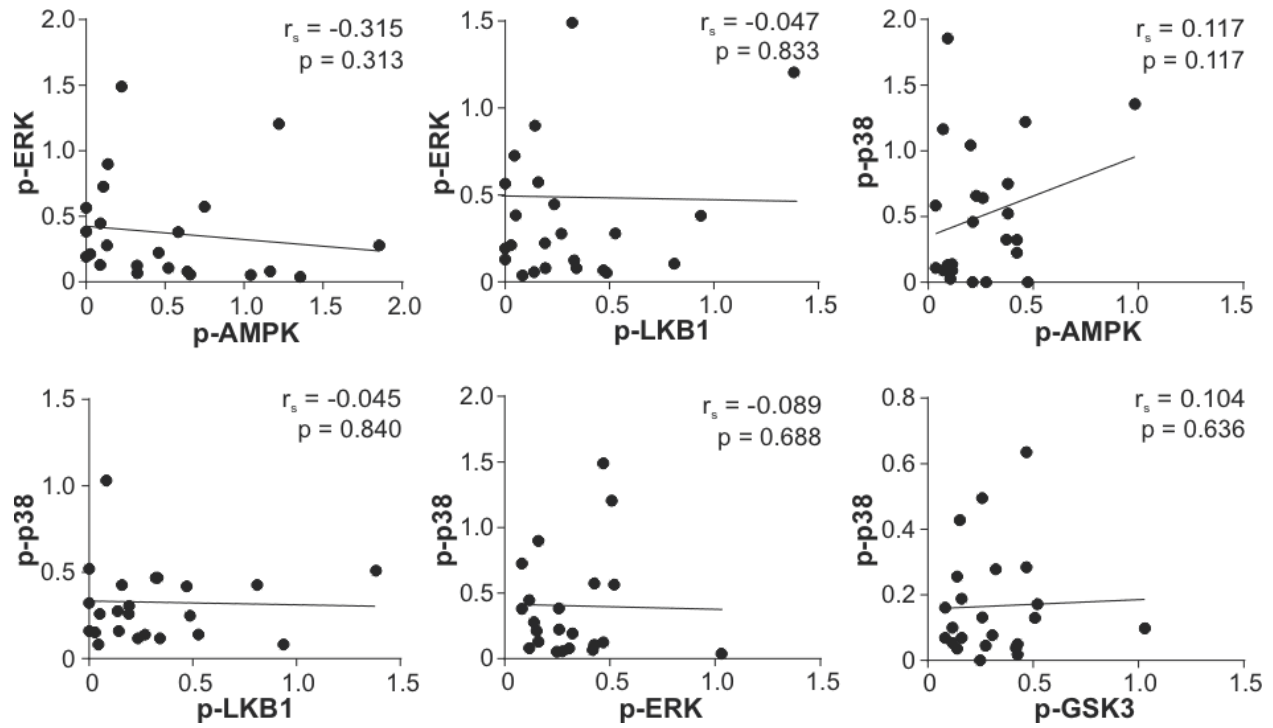 2.0
1.5
1.0
0.5
0
p-ERK
r_s = -0.315
p = 0.313
0 0.5 1.0 1.5 2.0
p-AMPK
1.5
1.0
0.5
0
p-ERK
r_s = -0.047
p = 0.833
0 0.5 1.0 1.5
p-LKB1
2.0
1.5
1.0
0.5
0
p-p38
r_s = 0.117
p = 0.117
0 0.5 1.0 1.5
p-AMPK
1.5
1.0
0.5
0
p-p38
r_s = -0.045
p = 0.840
0 0.5 1.0 1.5
p-LKB1
2.0
1.5
1.0
0.5
0
p-p38
r_s = -0.089
p = 0.688
0 0.5 1.0 1.5
p-ERK
0.8
0.6
0.4
0.2
0
p-p38
r_s = 0.104
p = 0.636
0 0.5 1.0 1.5
p-GSK3